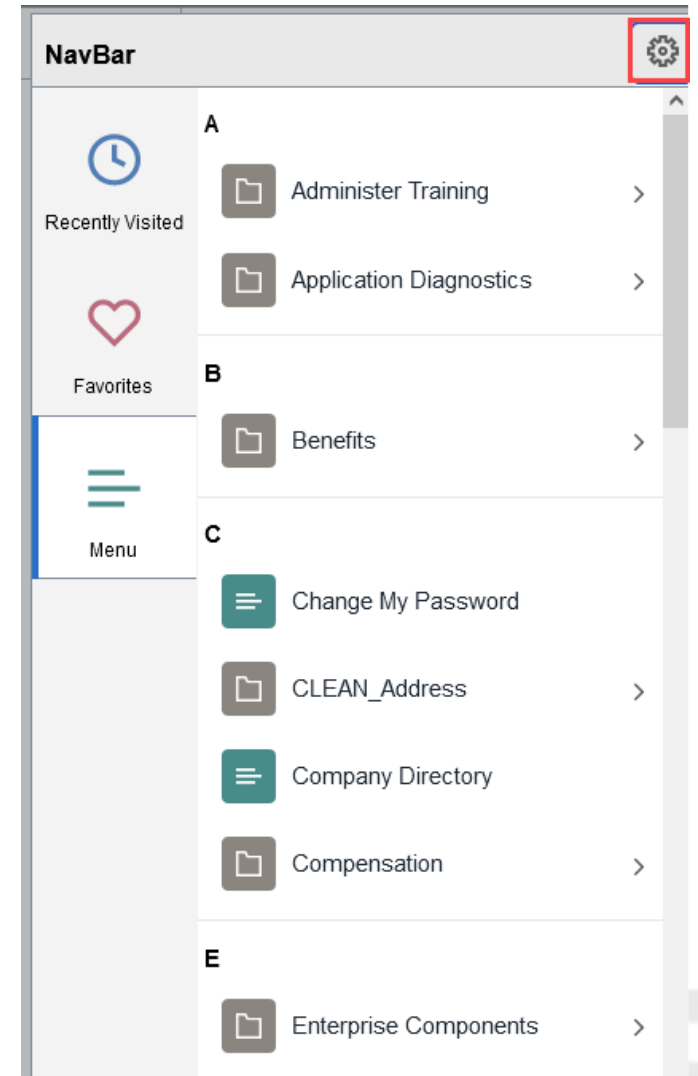 NavBar
Recently Visited
Favorites
Menu
A
Administer Training
Application Diagnostics
B
Benefits
C
Change My Password
CLEAN_Address
Company Directory
Compensation
E
Enterprise Components